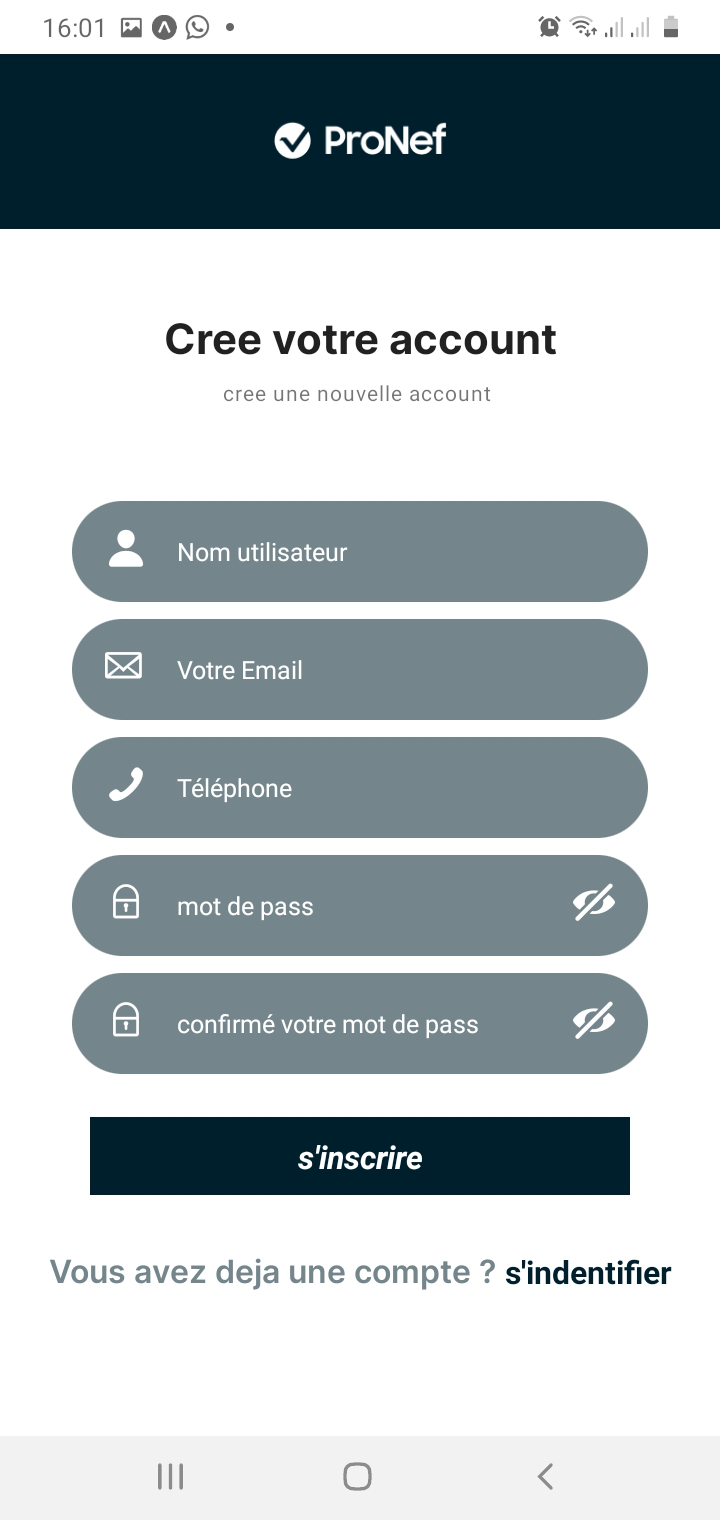 16:01
ProNef
Cree votre account
cree une nouvelle account
Nom utilisateur
Votre Email
Téléphone
mot de pass
confirmé votre mot de pass
s'inscrire
Vous avez deja une compte ? s'indentifier